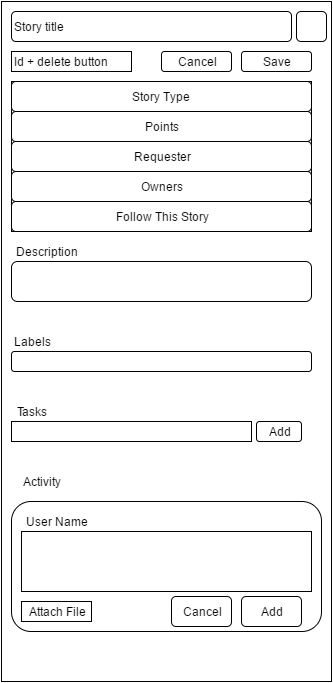 Story title
Id + delete button
Cancel
Save
Story Type
Points
Requester
Owners
Follow This Story
Description
Labels
Tasks
Add
Activity
User Name
Attach File
Cancel
Add